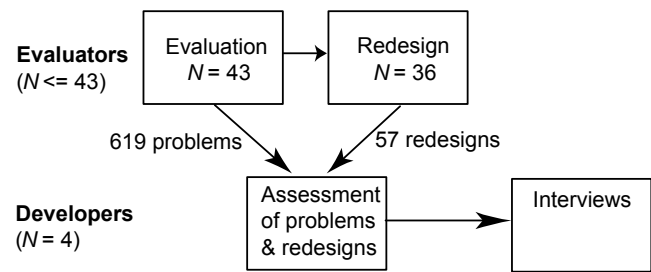 Evaluators
(N <= 43)
Evaluation
N = 43
Redesign
N = 36
619 problems
57 redesigns
Developers
(N = 4)
Assessment
of problems
& redesigns
Interviews